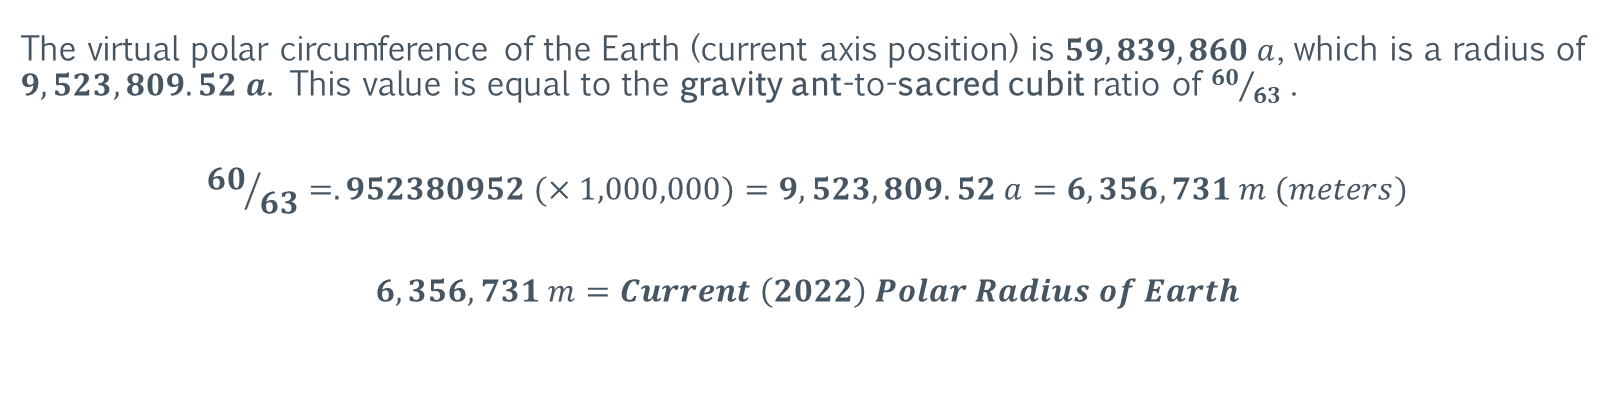 The virtual polar circumference of the Earth (current axis position) is 59,839,860 a, which is a radius of
9,523,809.52 a. This value is equal to the gravity ant-to-sacred cubit ratio of 60/63 .
60/63 =.952380952 (× 1,000,000) = 9,523,809.52 a = 6,356,731 m (meters)
6,356,731 m = Current (2022) Polar Radius of Earth